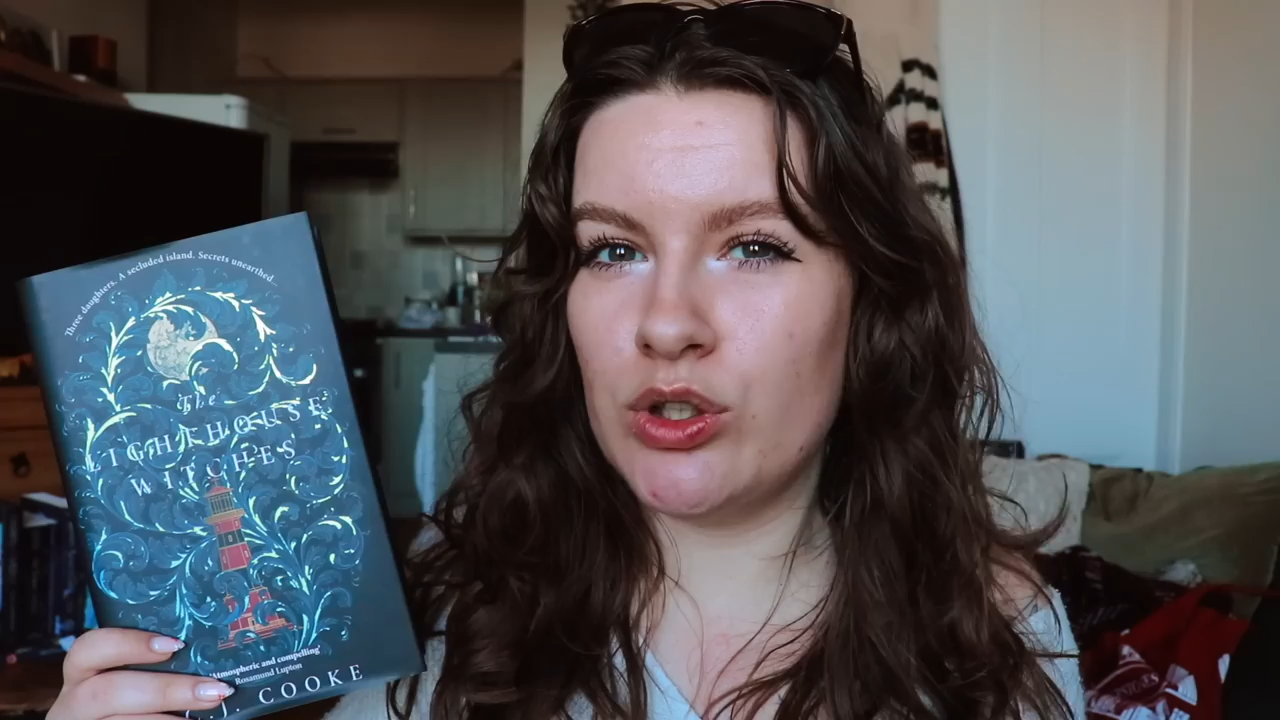 Three daughters. A secluded island. Secrets unearthed...
The
LIGHTHOUSE
WITCHES
'Atmospheric and compelling'
Rosamund Lupton
C.J. COOKE